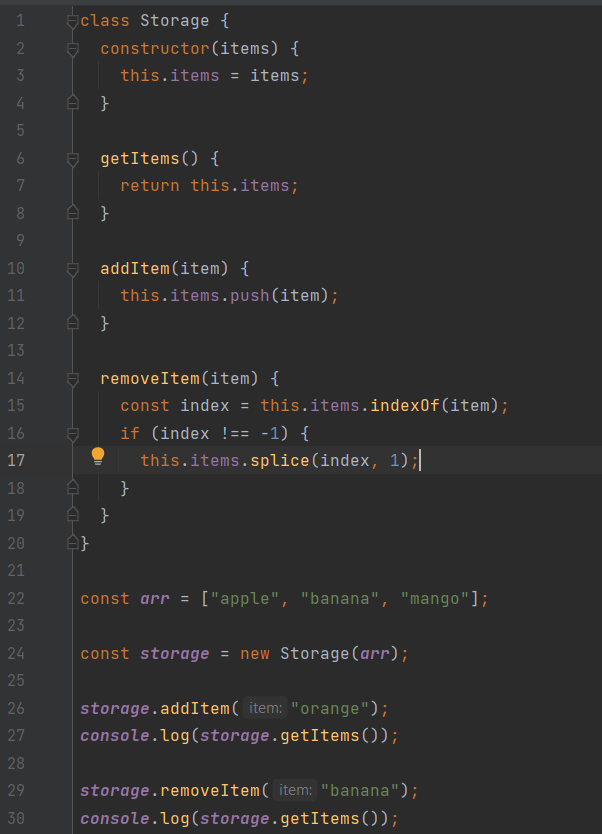 1 class Storage {
2   constructor(items) {
3     this.items = items;
4   }
5
6   getItems() {
7     return this.items;
8   }
9
10   addItem(item) {
11     this.items.push(item);
12   }
13
14   removeItem(item) {
15     const index = this.items.indexOf(item);
16     if (index !== -1) {
17       this.items.splice(index, 1);
18     }
19   }
20 }
21
22 const arr = ["apple", "banana", "mango"];
23
24 const storage = new Storage(arr);
25
26 storage.addItem( item: "orange");
27 console.log(storage.getItems());
28
29 storage.removeItem( item: "banana");
30 console.log(storage.getItems());